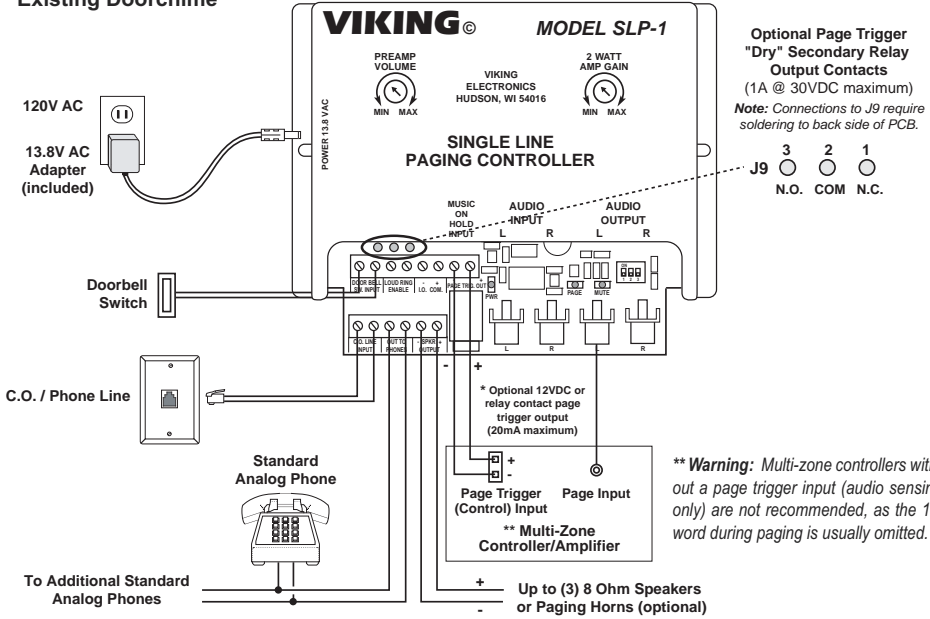 Existing Doorchime
VIKING©
MODEL SLP-1
PREAMP
VOLUME
MIN MAX
VIKING
ELECTRONICS
HUDSON, WI 54016
2 WATT
AMP GAIN
MIN MAX
POWER 13.8 VAC
SINGLE LINE
PAGING CONTROLLER
Optional Page Trigger
"Dry" Secondary Relay
Output Contacts
(1A @ 30VDC maximum)
Note: Connections to J9 require
soldering to back side of PCB.
3 2 1
J9
N.O. COM N.C.
120V AC
13.8V AC
Adapter
(included)
MUSIC
ON
HOLD
INPUT
AUDIO
INPUT
L R
AUDIO
OUTPUT
L R
DOOR BELL
SW. INPUT
LOUD RING
ENABLE
- +
I.O. COM.
- +
PAGE TRIG. OUT
PWR
PAGE
MUTE
ON
1 2 3
Doorbell
Switch
C.O. LINE
INPUT
OUT TO
PHONES
- SPKR +
OUTPUT
L R L R
- +
C.O. / Phone Line
* Optional 12VDC or
relay contact page
trigger output
(20mA maximum)
+
-
Page Trigger
(Control) Input
Page Input
** Multi-Zone
Controller/Amplifier
** Warning: Multi-zone controllers with
out a page trigger input (audio sensin
only) are not recommended, as the 1
word during paging is usually omitted.
Standard
Analog Phone
To Additional Standard
Analog Phones
+
-
Up to (3) 8 Ohm Speakers
or Paging Horns (optional)